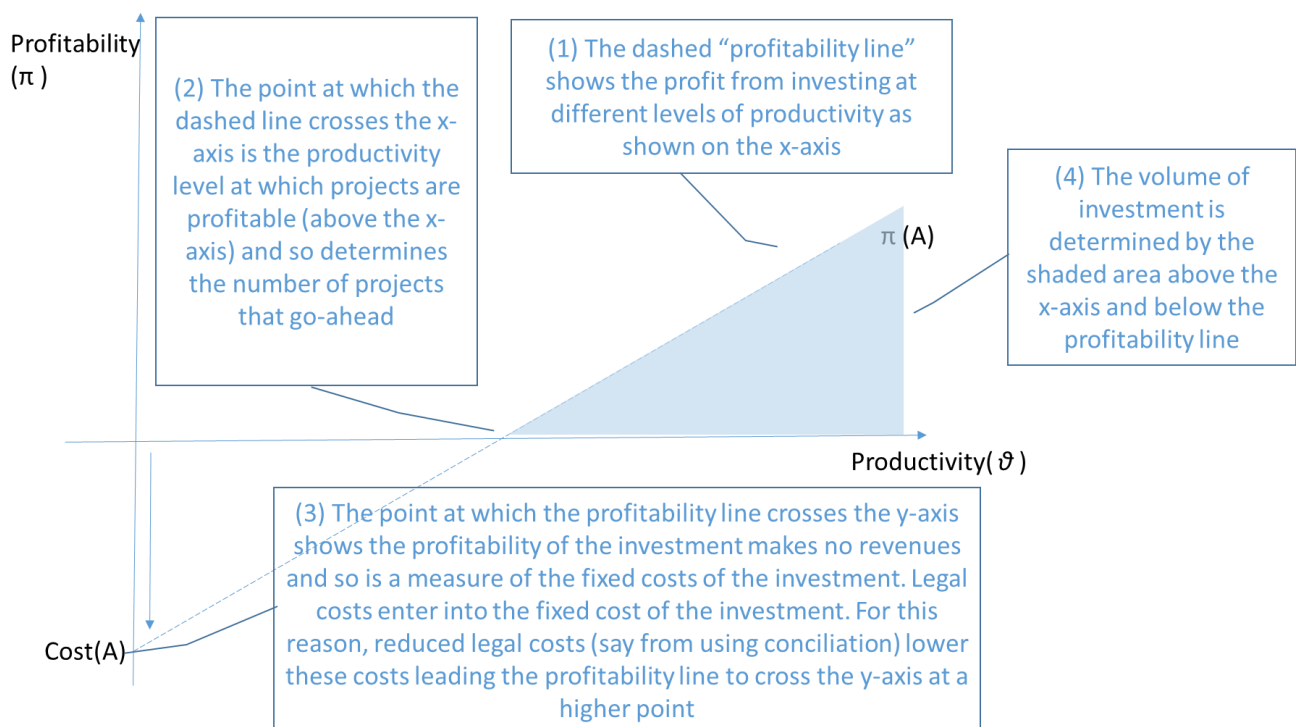 Profitability
(π )
(2) The point at which the
dashed line crosses the x-
axis is the productivity
level at which projects are
profitable (above the x-
axis) and so determines
the number of projects
that go-ahead
(1) The dashed “profitability line”
shows the profit from investing at
different levels of productivity as
shown on the x-axis
(4) The volume of
investment is
determined by the
shaded area above the
x-axis and below the
profitability line
π (A)
Productivity( ϑ )
(3) The point at which the profitability line crosses the y-axis
shows the profitability of the investment makes no revenues
and so is a measure of the fixed costs of the investment. Legal
costs enter into the fixed cost of the investment. For this
reason, reduced legal costs (say from using conciliation) lower
these costs leading the profitability line to cross the y-axis at a
higher point
Cost(A)